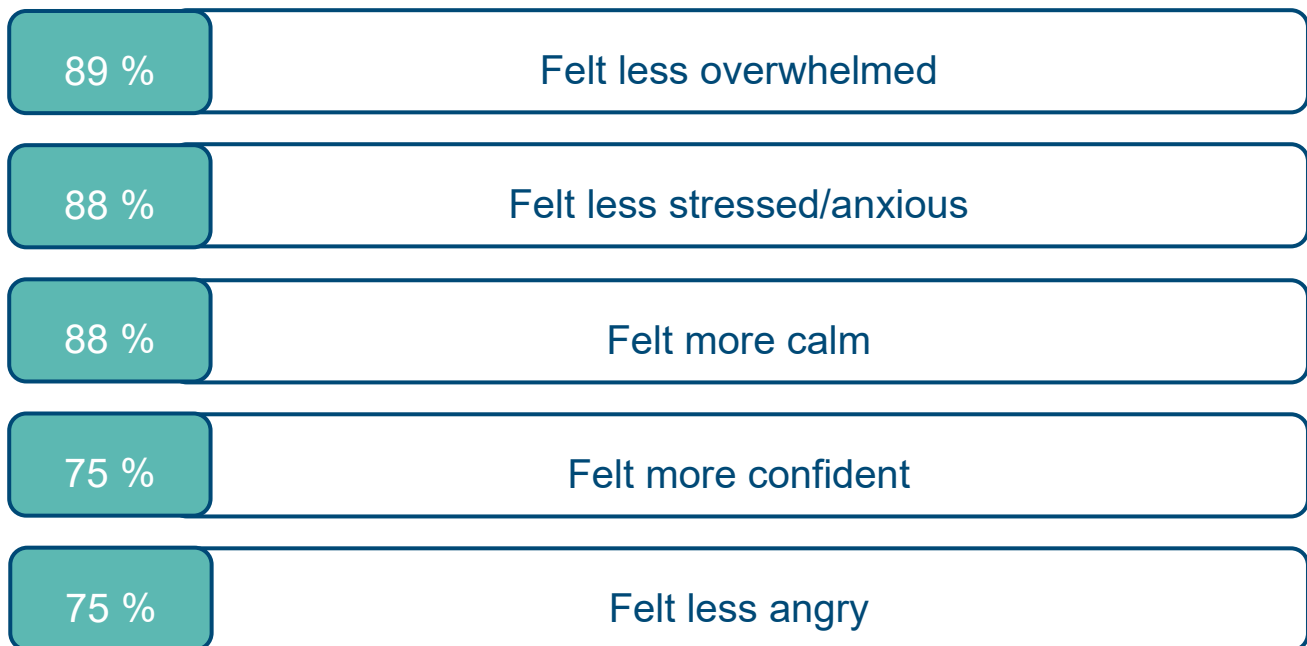 89 % Felt less overwhelmed
88 % Felt less stressed/anxious
88 % Felt more calm
75 % Felt more confident
75 % Felt less angry